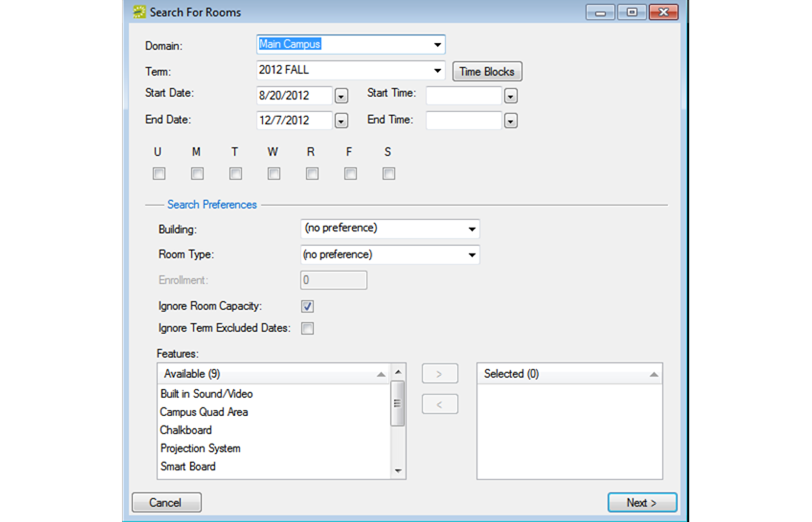 Search For Rooms
Domain: Main Campus
Term: 2012 FALL Time Blocks
Start Date: 8/20/2012 Start Time:
End Date: 12/7/2012 End Time:
U M T W R F S
Search Preferences
Building: (no preference)
Room Type: (no preference)
Enrollment: 0
Ignore Room Capacity:
Ignore Term Excluded Dates:
Features:
Available (9) > Selected (0)
Built in Sound/Video
<
Campus Quad Area
Chalkboard
Projection System
Smart Board
Cancel Next >